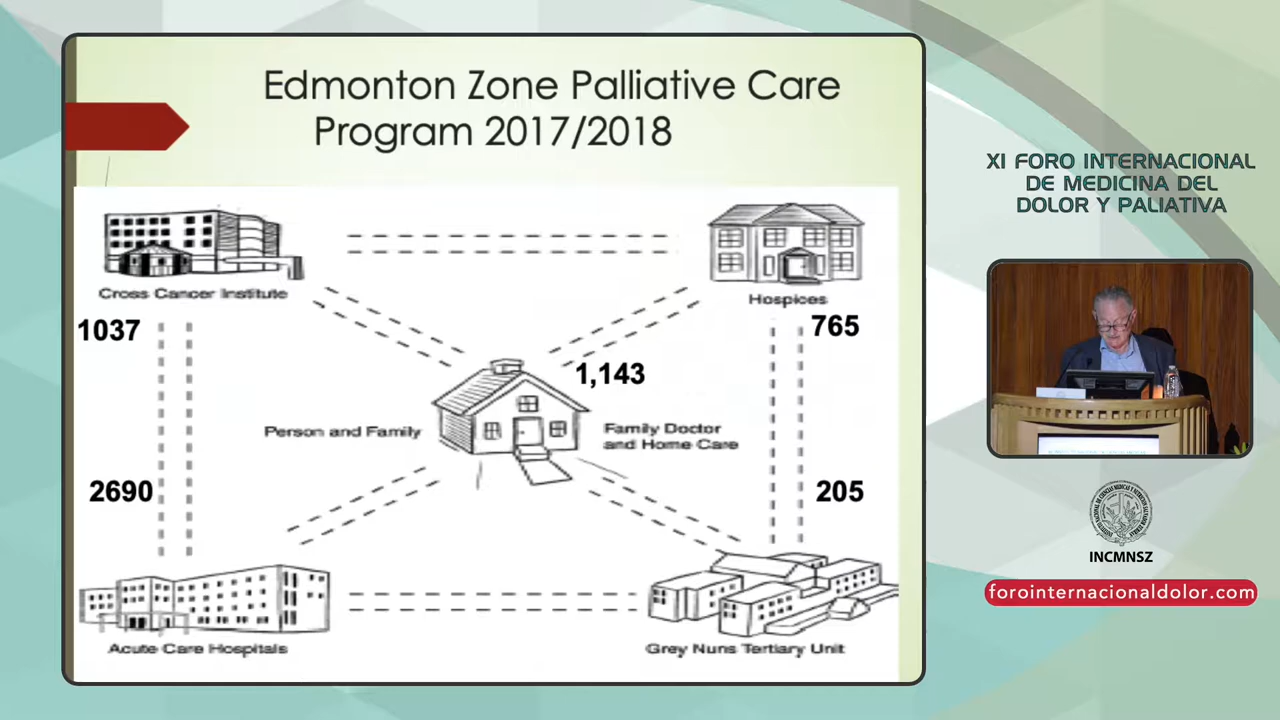 Edmonton Zone Palliative Care
Program 2017/2018
Cross Cancer Institute
1037
Hospices
765
1,143
Person and Family
Family Doctor
and Home Care
2690
205
Acute Care Hospitals
Grey Nuns Tertiary Unit
XI FORO INTERNACIONAL
DE MEDICINA DEL
DOLOR Y PALIATIVA
INCMNSZ
forointernacionaldolor.com